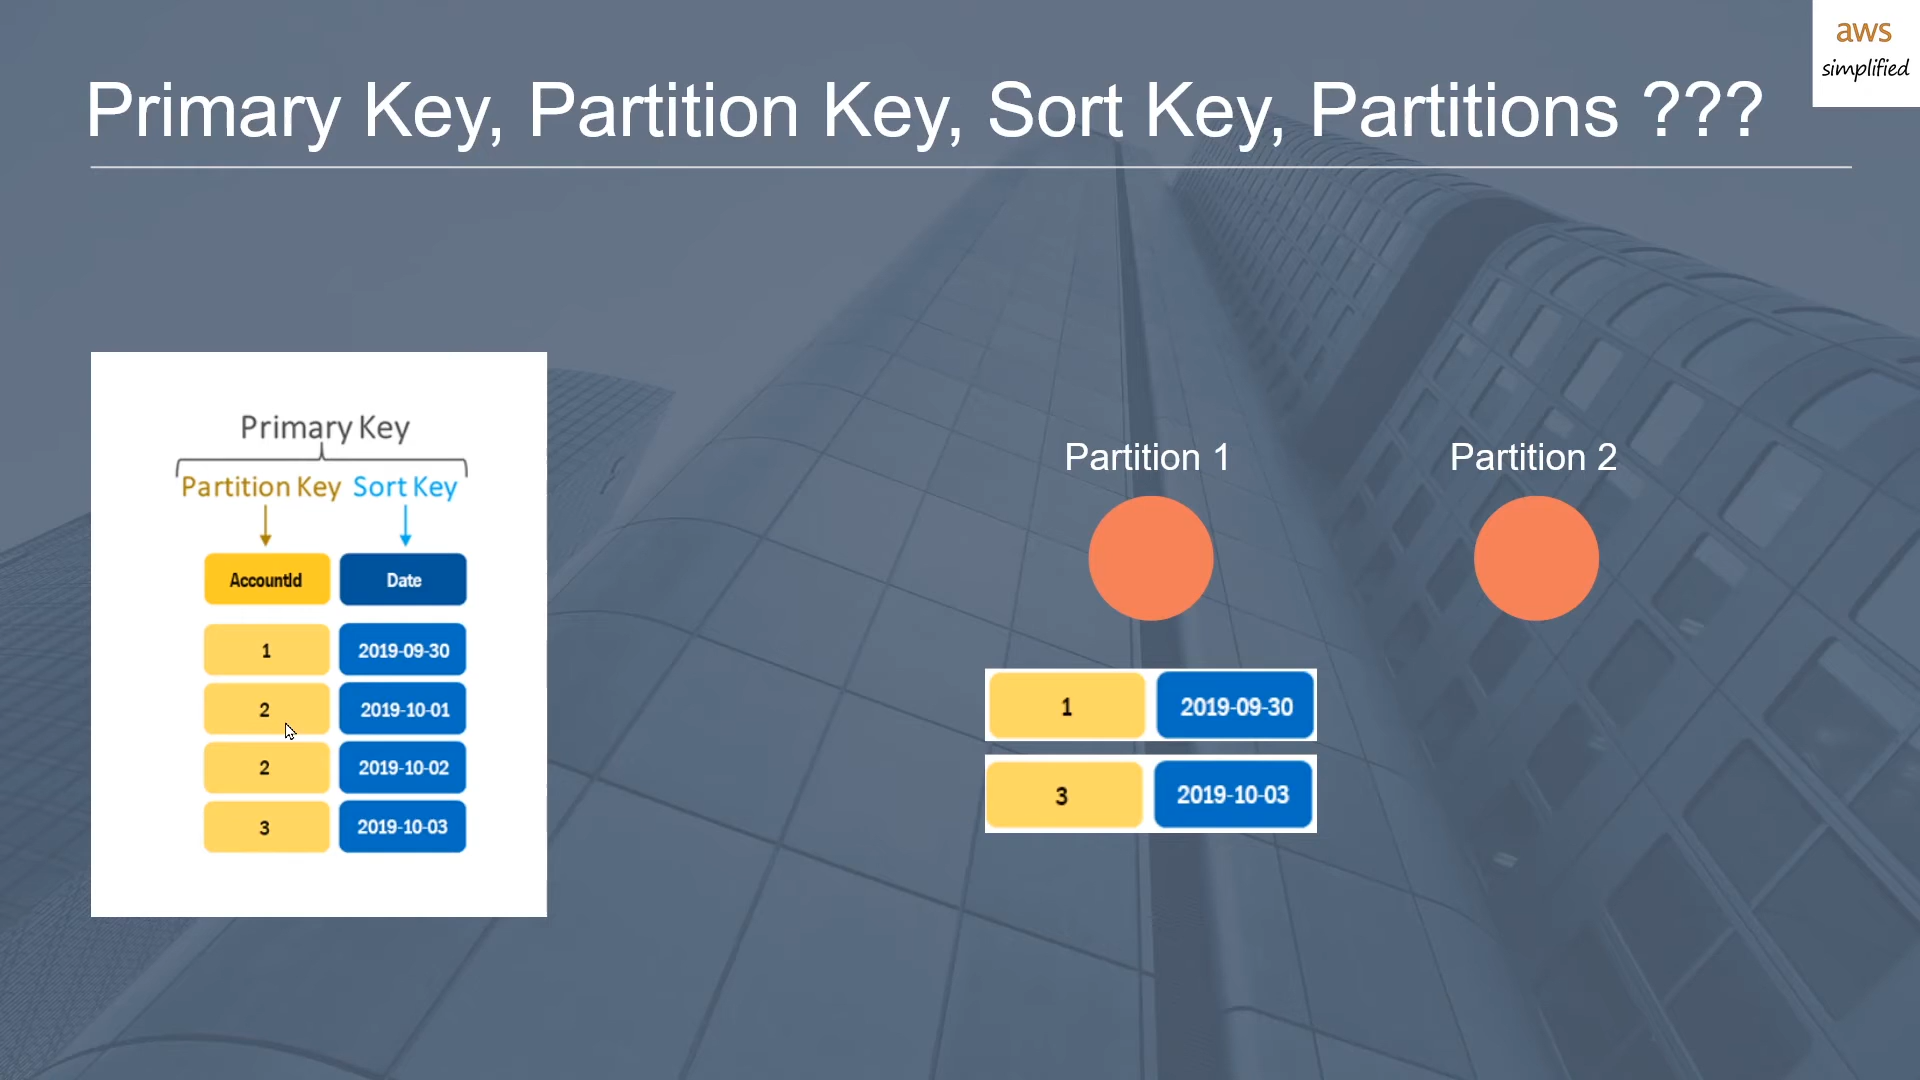 aws
simplified
Primary Key, Partition Key, Sort Key, Partitions ???
Primary Key
Partition Key Sort Key
AccountId Date
1 2019-09-30
2 2019-10-01
2 2019-10-02
3 2019-10-03
Partition 1
Partition 2
1 2019-09-30
3 2019-10-03